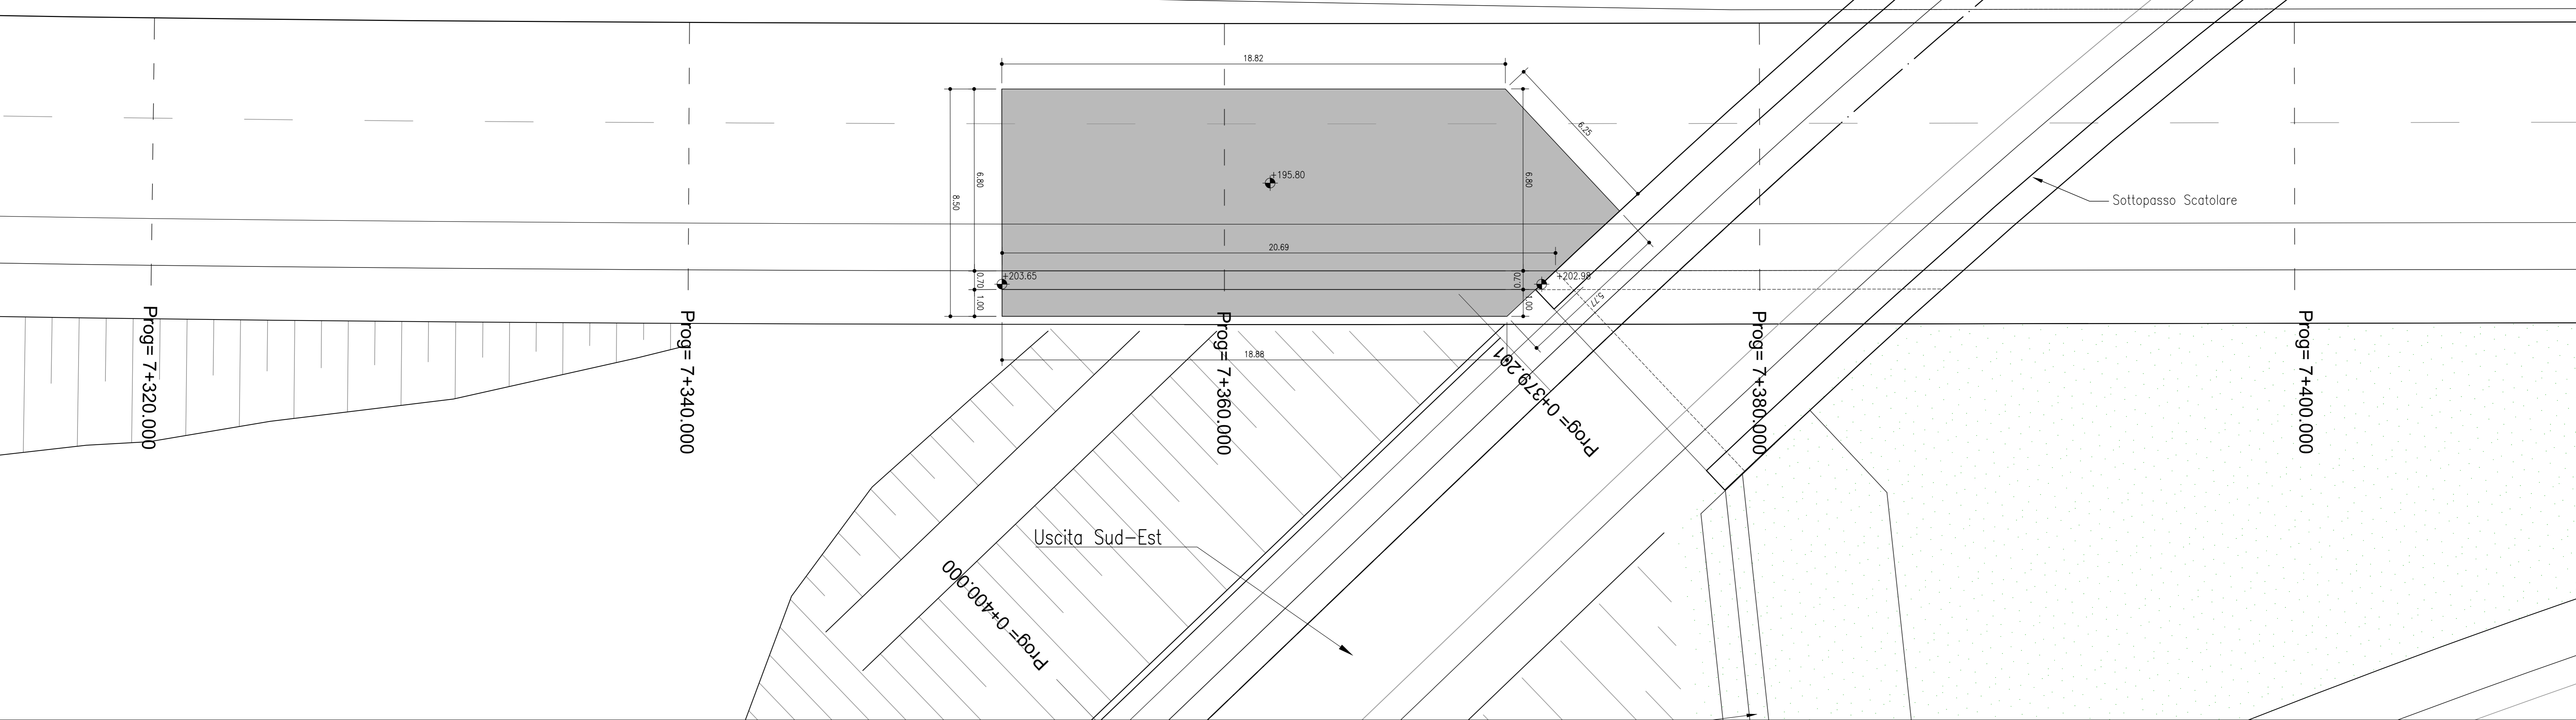 18.82
6.25
+195.80
6.80
8.50
6.80
Sottopasso Scatolare
20.69
+203.65
+202.98
0.70
0.70
1.00
1.00
5.77
18.88
Prog= 7+320.000
Prog= 7+340.000
Prog= 7+360.000
Prog= 7+380.000
Prog= 7+400.000
Prog= 0+379.201
Uscita Sud-Est
Prog= 0+400.000